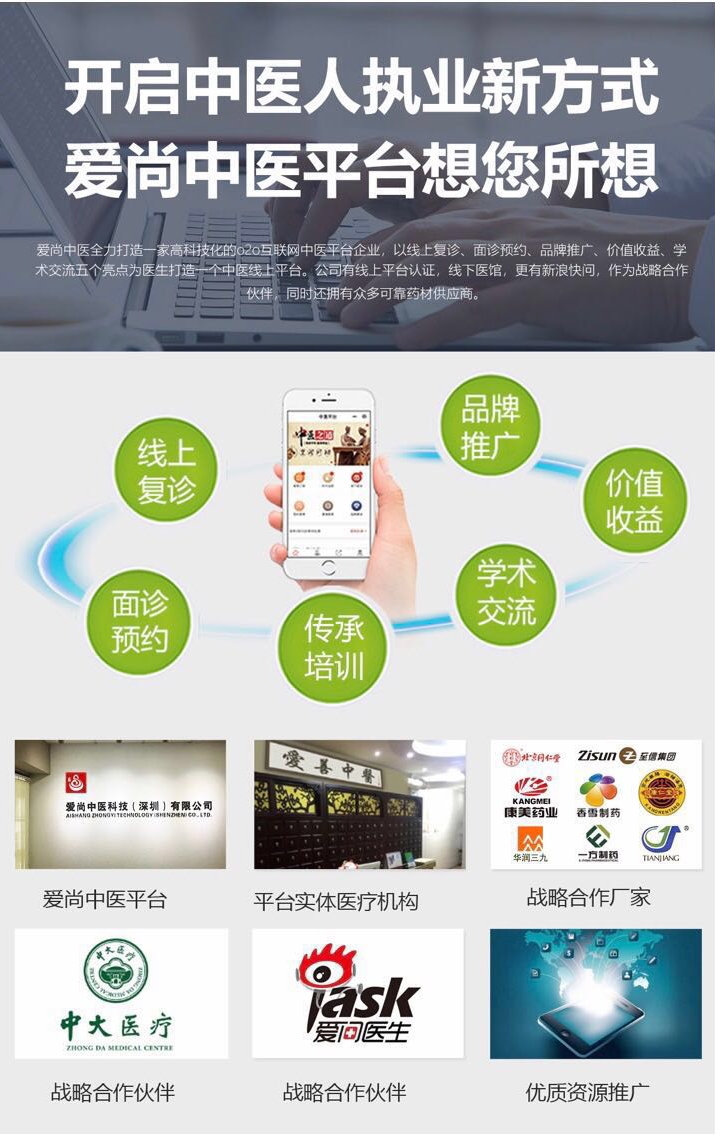 开启中医人执业新方式
爱尚中医平台想您所想
爱尚中医全力打造一家高科技化的o2o互联网中医平台企业，以线上复诊、面诊预约、品牌推广、价值收益、学
术交流五个亮点为医生打造一个中医线上平台。公司有线上平台认证，线下医馆，更有新浪快问，作为战略合作
伙伴，同时还拥有众多可靠药材供应商。
线上
复诊
品牌
推广
价值
收益
面诊
预约
传承
培训
学术
交流
爱尚中医科技（深圳）有限公司
AISHANG ZHONGYI TECHNOLOGY (SHENZHEN) CO., LTD.
愛善中醫
北京同仁堂
Zisun 至信集团
KANGMEI
康美药业
香雪制药
华润三九
一方制药
TIANJIANG
爱尚中医平台
平台实体医疗机构
战略合作厂家
中大医疗
ZHONG DA MEDICAL CENTRE
中大医疗
ZHONG DA MEDICAL CENTRE
iask
爱问医生
战略合作伙伴
战略合作伙伴
优质资源推广